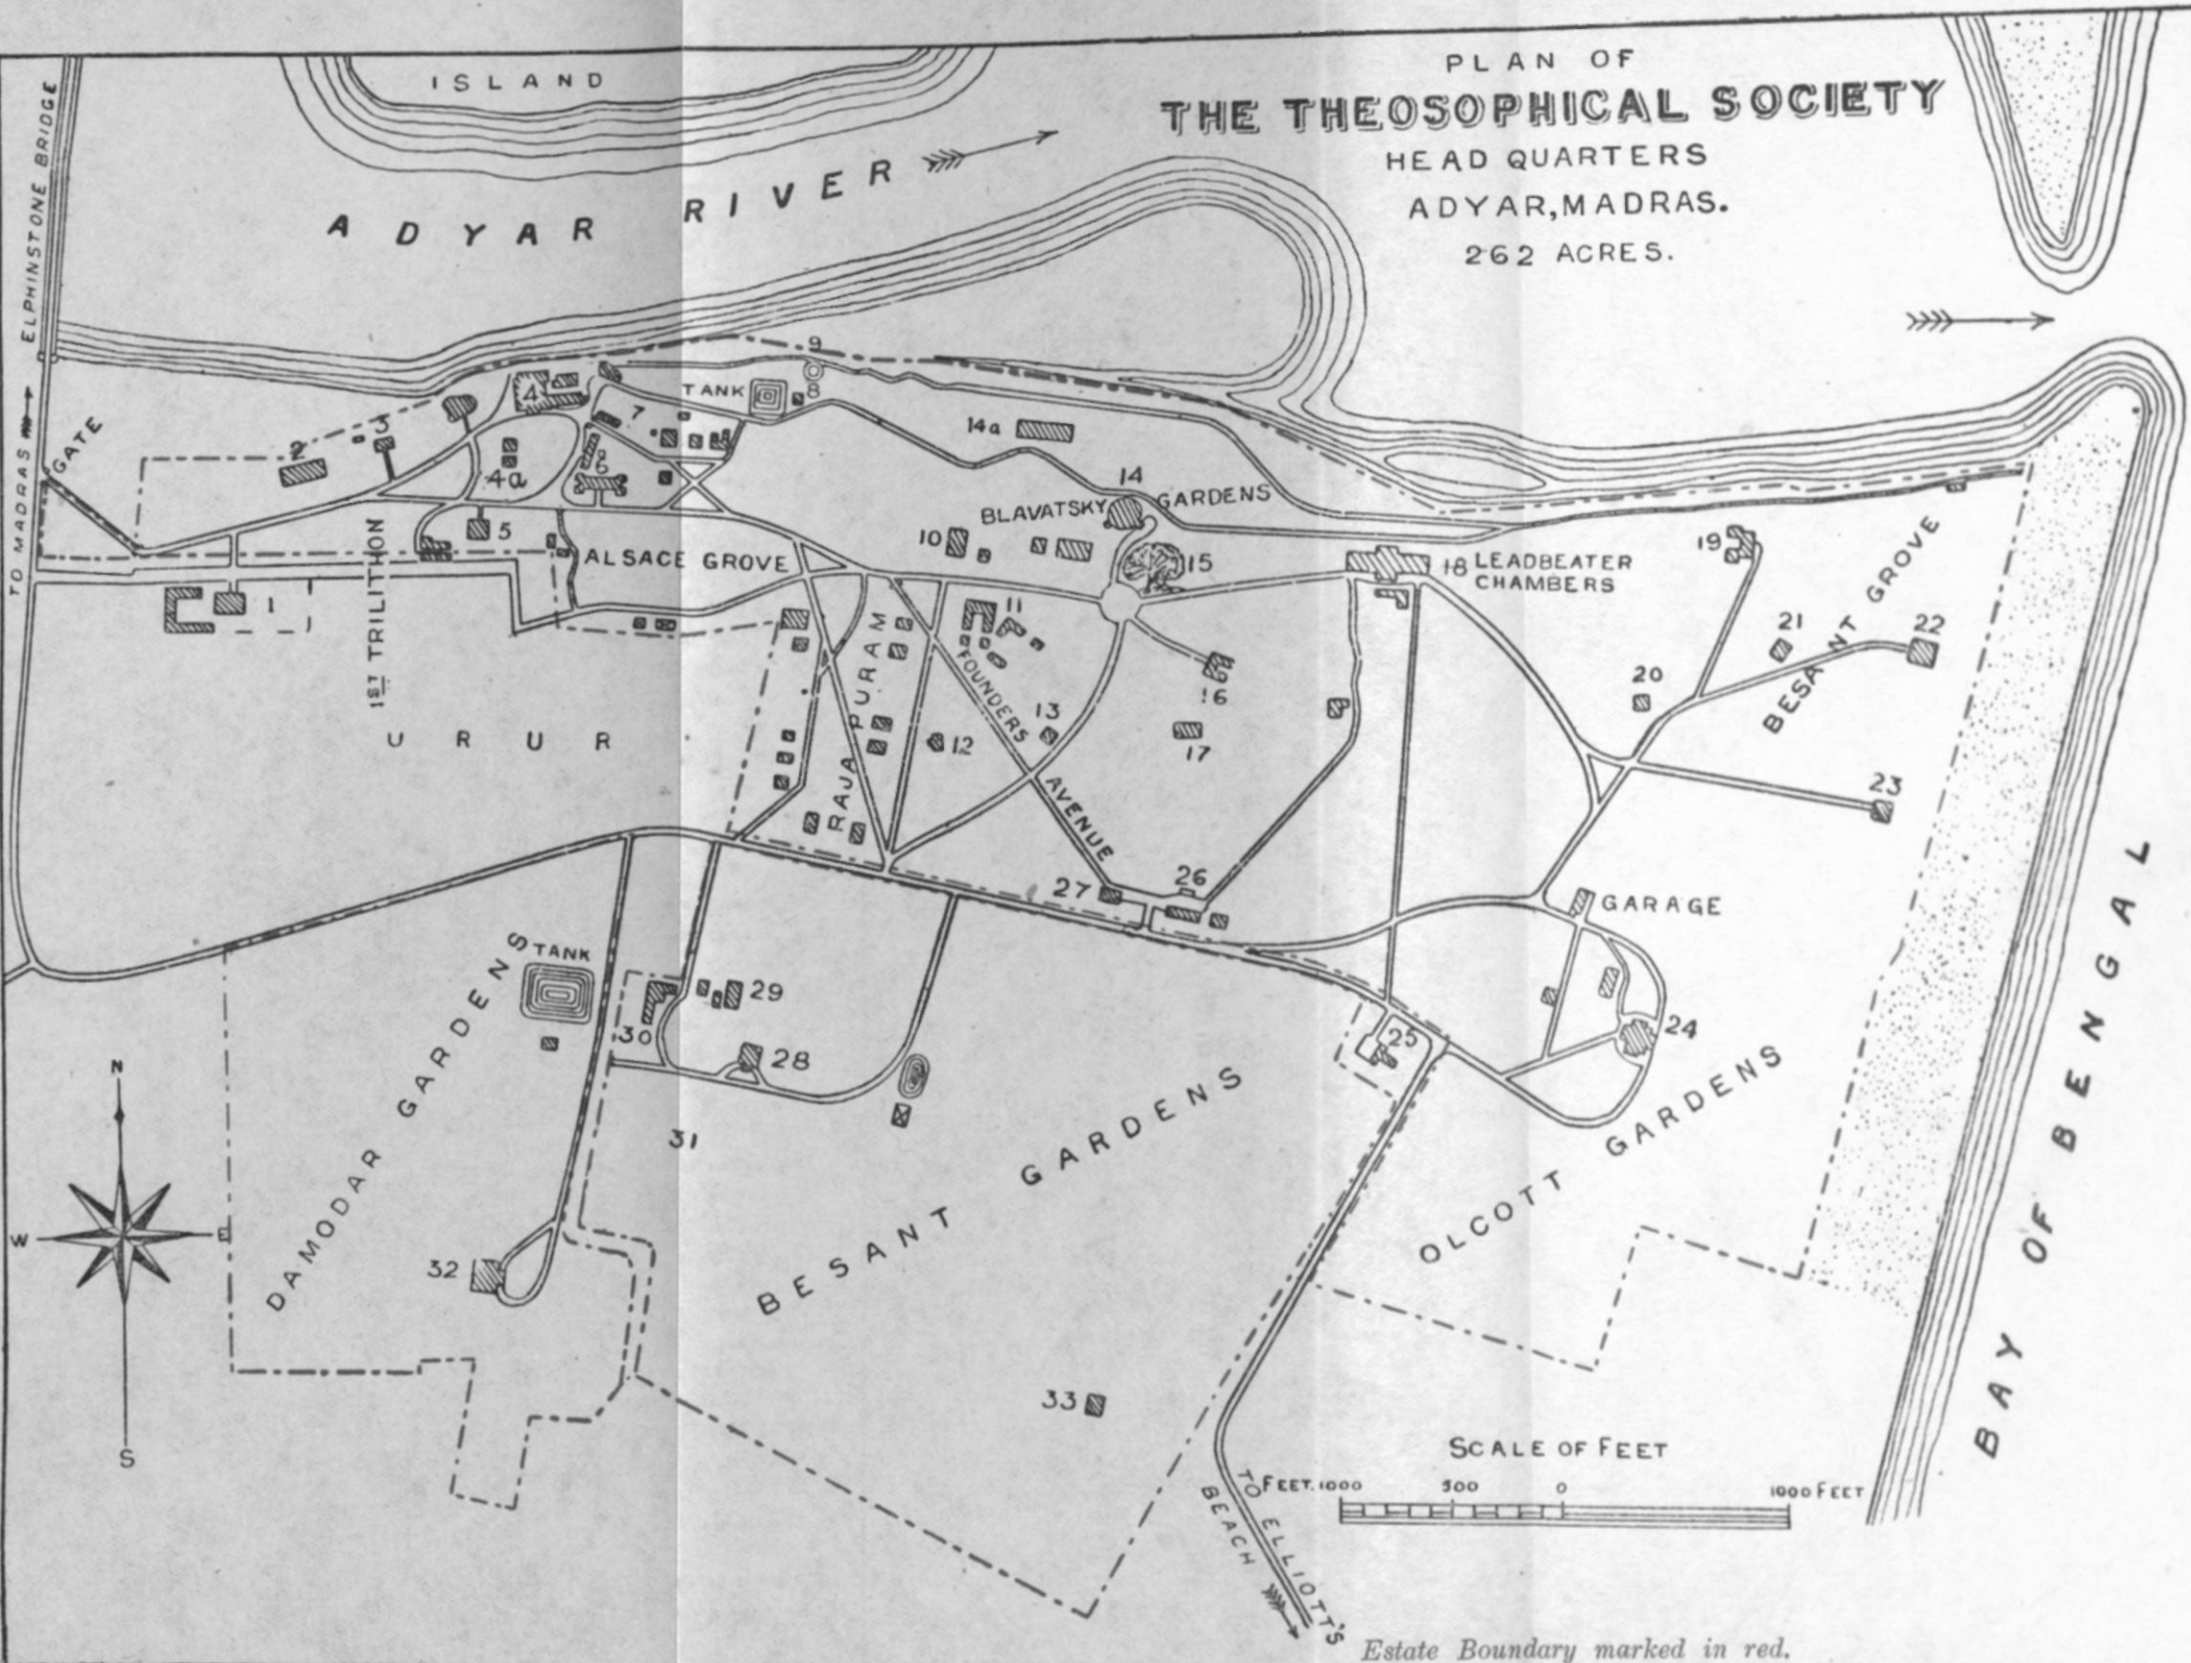 PLAN OF
THE THEOSOPHICAL SOCIETY
HEAD QUARTERS
ADYAR, MADRAS.
262 ACRES.
ISLAND
ADYAR RIVER
TO MADRAS
ELPHINSTONE BRIDGE
GATE
2
3
4
4a
5
6
7
TANK
8
9
1
1ST TRILITHON
ALSACE GROVE
URUR
10
BLAVATSKY GARDENS
14
14a
15
11
12
13
16
17
RAJA PURAM
FOUNDERS AVENUE
18 LEADBEATER
CHAMBERS
19
20
21
22
23
BESANT GROVE
GARAGE
24
25
26
27
28
29
30
31
32
33
TANK
DAMODAR GARDENS
BESANT GARDENS
OLCOTT GARDENS
BAY OF BENGAL
N
W
E
S
TO ELLIOTT'S
BEACH
SCALE OF FEET
FEET. 1000 500 0 1000 FEET
Estate Boundary marked in red.